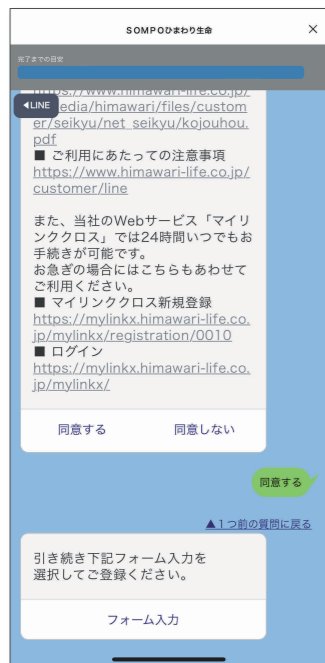 SOMPOひまわり生命
×
完了までの目安
◀LINE
https://www.himawari-life.co.jp/
edia/himawari/files/custom
er/seikyu/net_seikyu/kojouhou.
pdf
■ ご利用にあたっての注意事項
https://www.himawari-life.co.jp/
customer/line
また、当社のWebサービス「マイリ
ンククロス」では24時間いつでもお
手続きが可能です。
お急ぎの場合にはこちらもあわせて
ご利用ください。
■ マイリンククロス新規登録
https://mylinkx.himawari-life.co.
jp/mylinkx/registration/0010
■ ログイン
https://mylinkx.himawari-life.co.
jp/mylinkx/
同意する 同意しない
同意する
▲1つ前の質問に戻る
引き続き下記フォーム入力を
選択してご登録ください。
フォーム入力